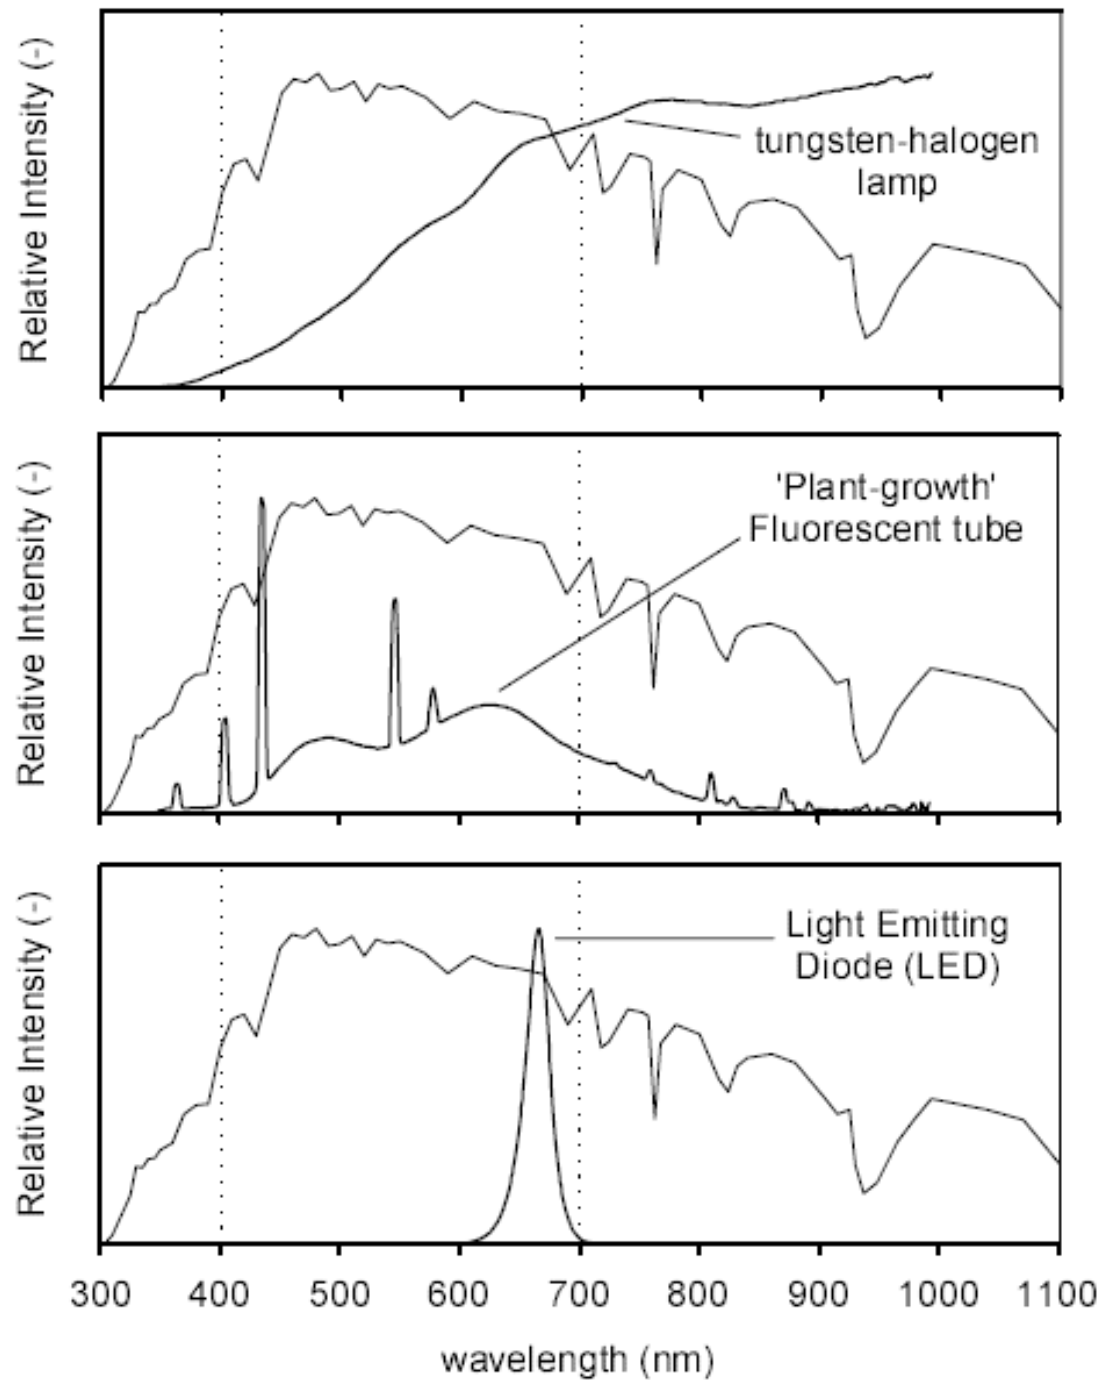 Relative Intensity (-)
tungsten-halogen
lamp
Relative Intensity (-)
'Plant-growth'
Fluorescent tube
Relative Intensity (-)
Light Emitting
Diode (LED)
300 400 500 600 700 800 900 1000 1100
wavelength (nm)